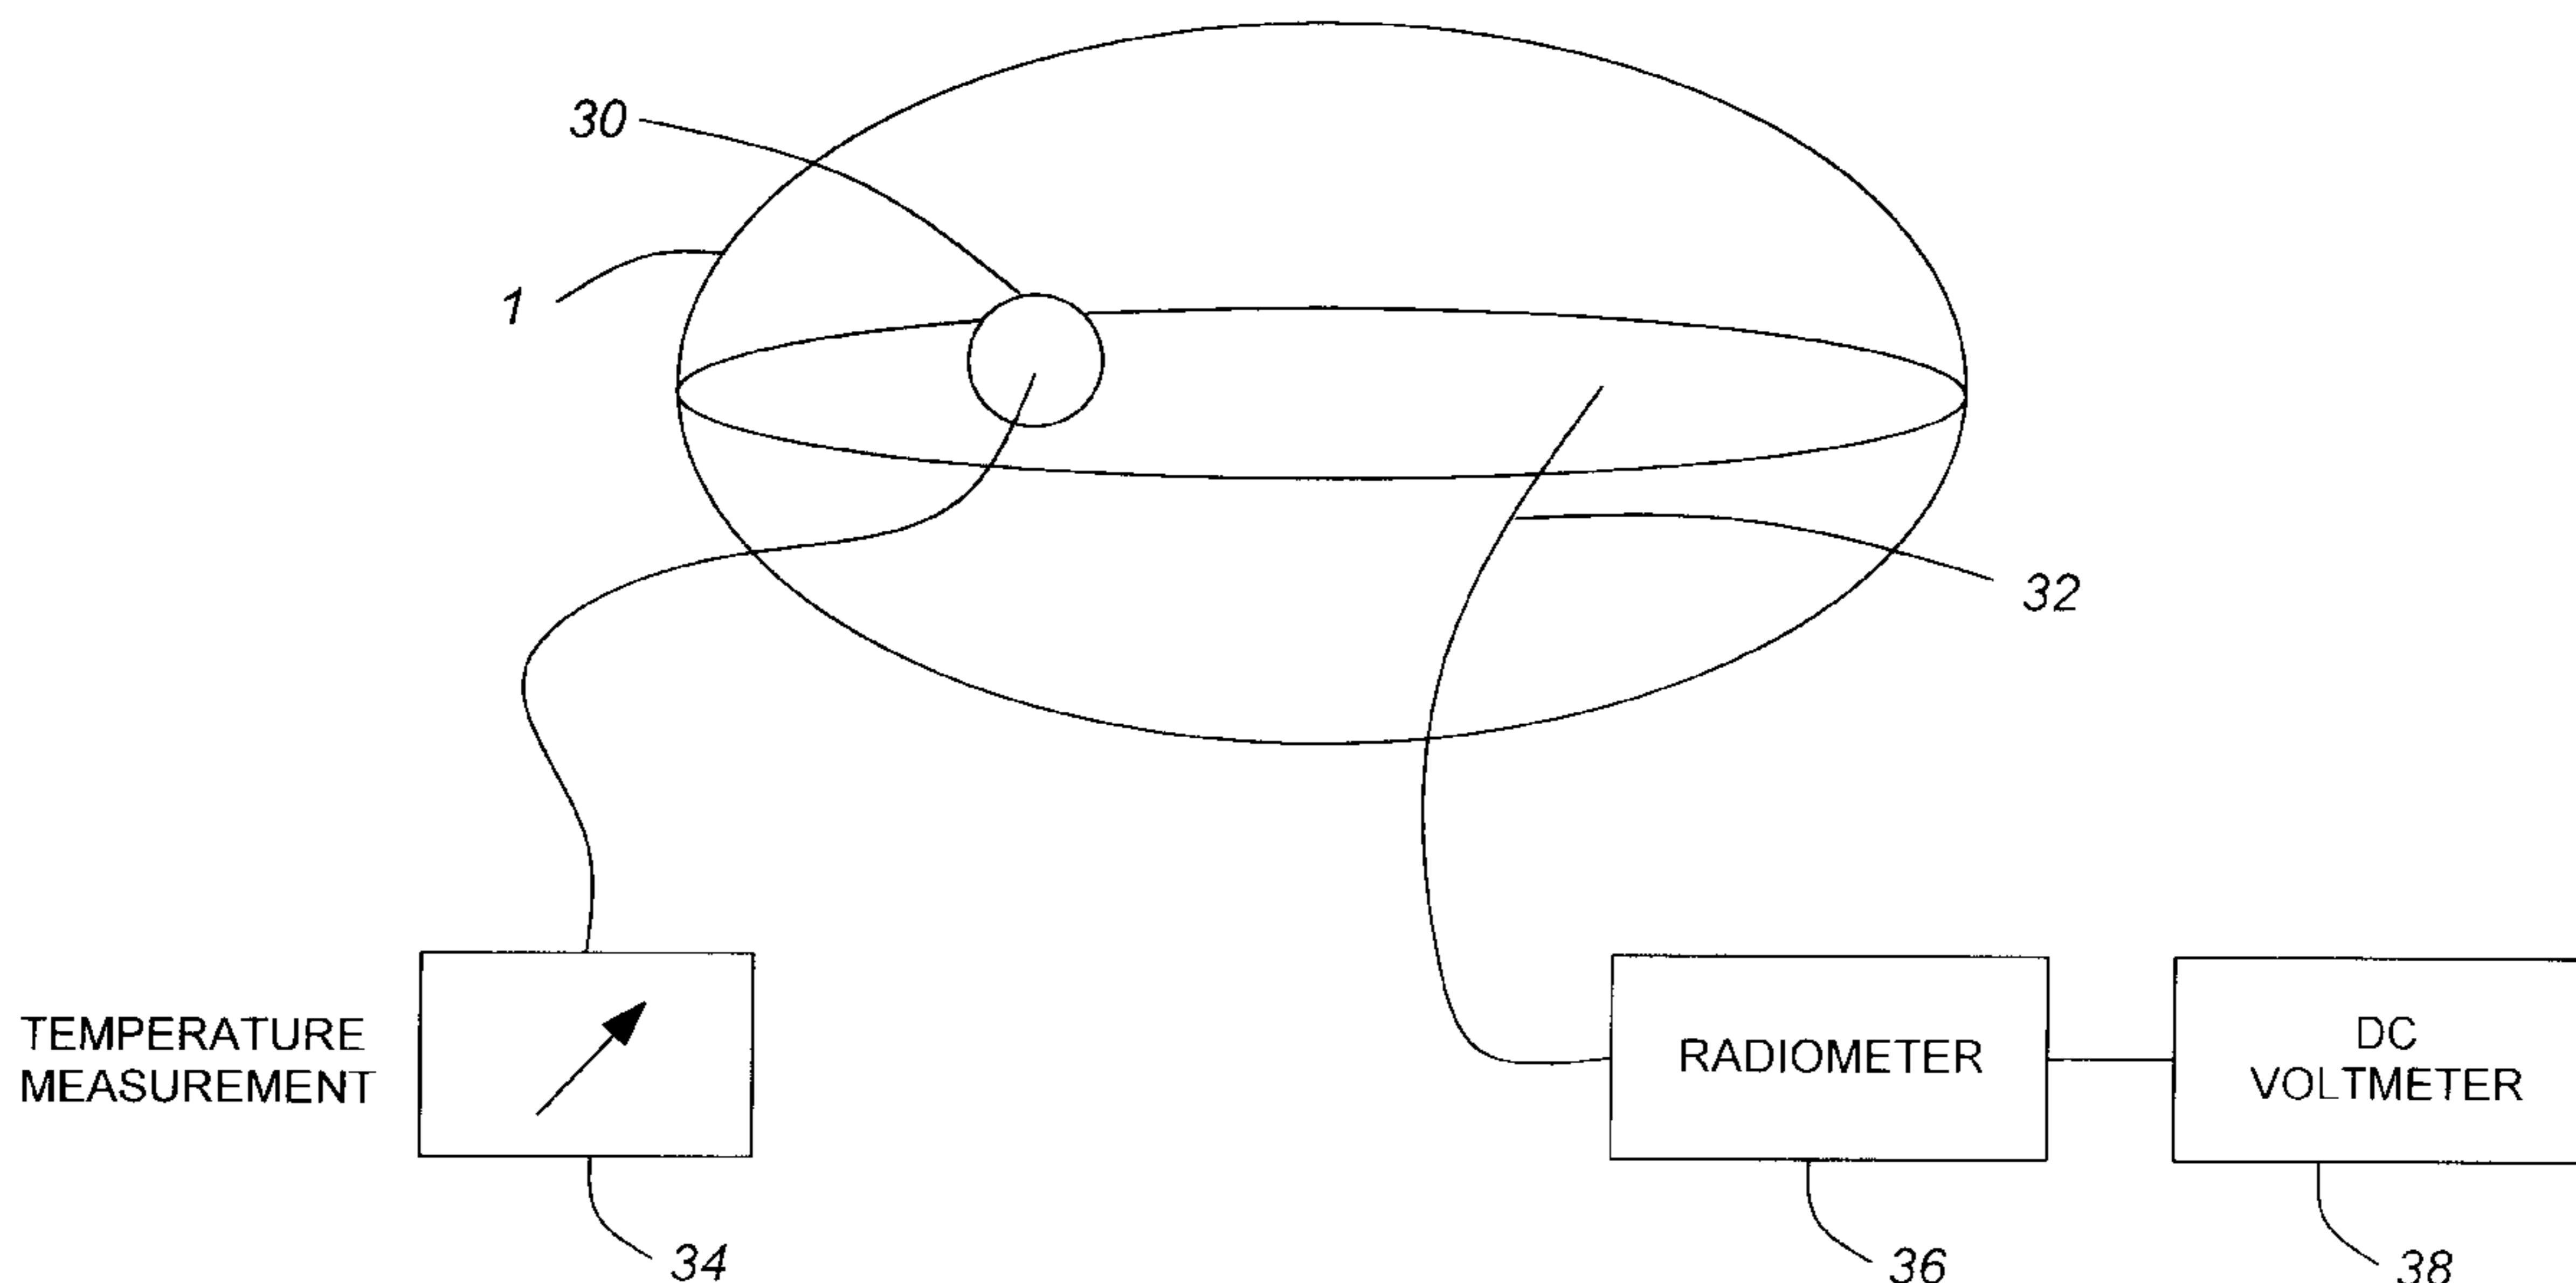 30
1
32
TEMPERATURE
MEASUREMENT
RADIOMETER
DC
VOLTMETER
34
36
38